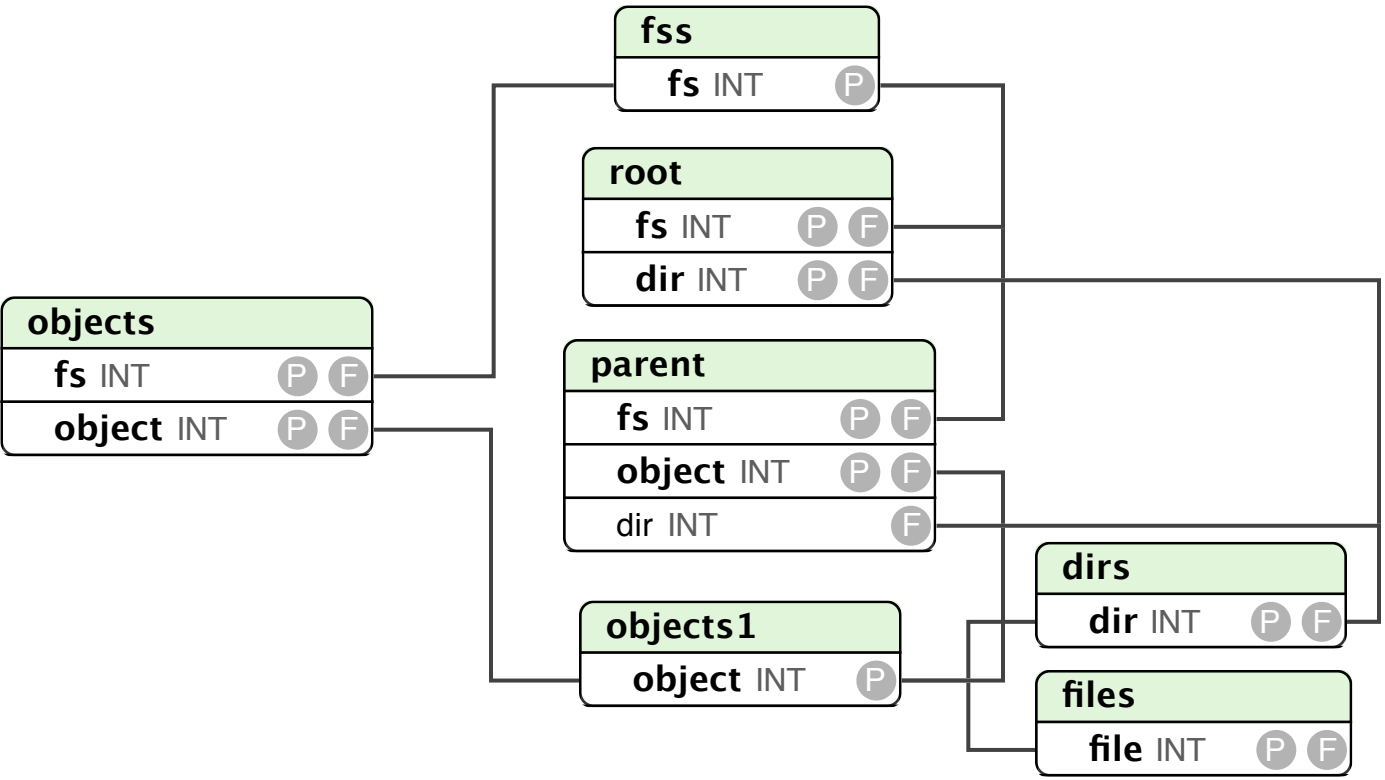 fss
fs INT P
root
fs INT P F
dir INT P F
objects
fs INT P F
object INT P F
parent
fs INT P F
object INT P F
dir INT F
objects1
object INT P
dirs
dir INT P F
files
file INT P F